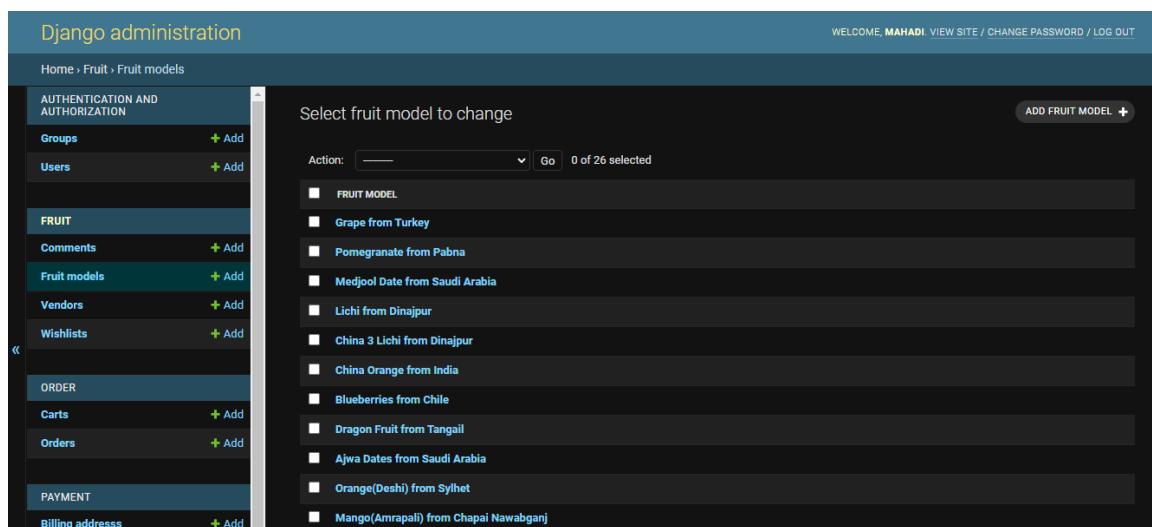 Django administration
WELCOME, MAHADI. VIEW SITE / CHANGE PASSWORD / LOG OUT
Home › Fruit › Fruit models
AUTHENTICATION AND
AUTHORIZATION
Groups + Add
Users + Add
FRUIT
Comments + Add
Fruit models + Add
Vendors + Add
Wishlists + Add
ORDER
Carts + Add
Orders + Add
PAYMENT
Billing addresss + Add
«
Select fruit model to change
ADD FRUIT MODEL +
Action: --------- Go 0 of 26 selected
FRUIT MODEL
Grape from Turkey
Pomegranate from Pabna
Medjool Date from Saudi Arabia
Lichi from Dinajpur
China 3 Lichi from Dinajpur
China Orange from India
Blueberries from Chile
Dragon Fruit from Tangail
Ajwa Dates from Saudi Arabia
Orange(Deshi) from Sylhet
Mango(Amrapali) from Chapai Nawabganj